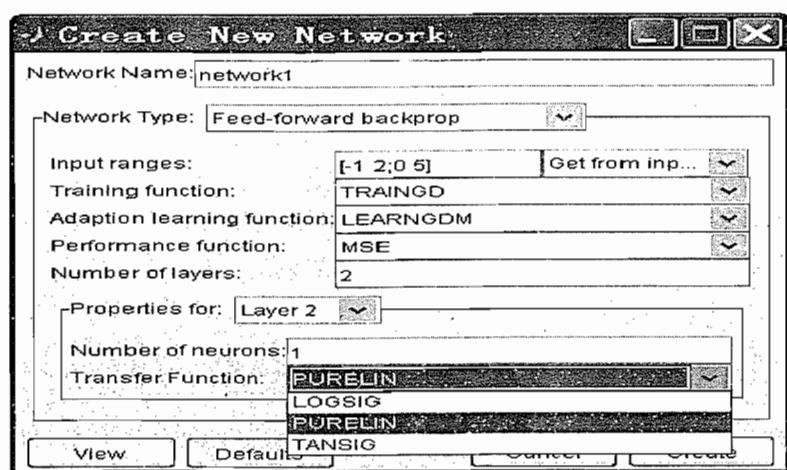 Create New Network
Network Name: network1
Network Type: Feed-forward backprop
Input ranges: [-1 2;0 5] Get from inp...
Training function: TRAINGD
Adaption learning function: LEARNGDM
Performance function: MSE
Number of layers: 2
Properties for: Layer 2
Number of neurons: 1
Transfer Function: PURELIN
LOGSIG
PURELIN
TANSIG
View Defaults Cancel Create